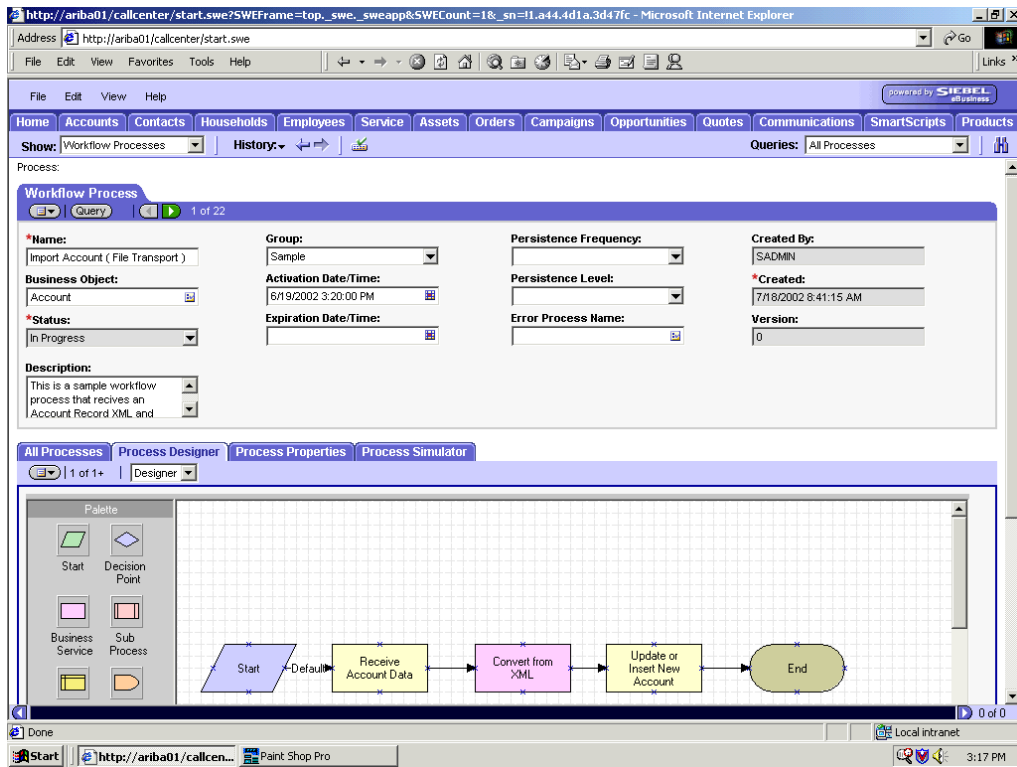 http://ariba01/callcenter/start.swe?SWEFrame=top._swe._sweapp&SWECount=1&_sn=!1.a44.4d1a.3d47fc - Microsoft Internet Explorer
Address http://ariba01/callcenter/start.swe Go
File Edit View Favorites Tools Help Links »
File Edit View Help powered by SIEBEL eBusiness
Home Accounts Contacts Households Employees Service Assets Orders Campaigns Opportunities Quotes Communications SmartScripts Products
Show: Workflow Processes History: Queries: All Processes
Process:
Workflow Process
Query 1 of 22
*Name: Group: Persistence Frequency: Created By:
Import Account ( File Transport ) Sample SADMIN
Business Object: Activation Date/Time: Persistence Level: *Created:
Account 6/19/2002 3:20:00 PM 7/18/2002 8:41:15 AM
*Status: Expiration Date/Time: Error Process Name: Version:
In Progress 0
Description:
This is a sample workflow
process that recives an
Account Record XML and
All Processes Process Designer Process Properties Process Simulator
1 of 1+ Designer
Palette
Start Decision
Point
Business Sub
Service Process
Start Default Receive
Account Data Convert from
XML Update or
Insert New
Account End
0 of 0
Done Local intranet
Start http://ariba01/callcen... Paint Shop Pro 3:17 PM